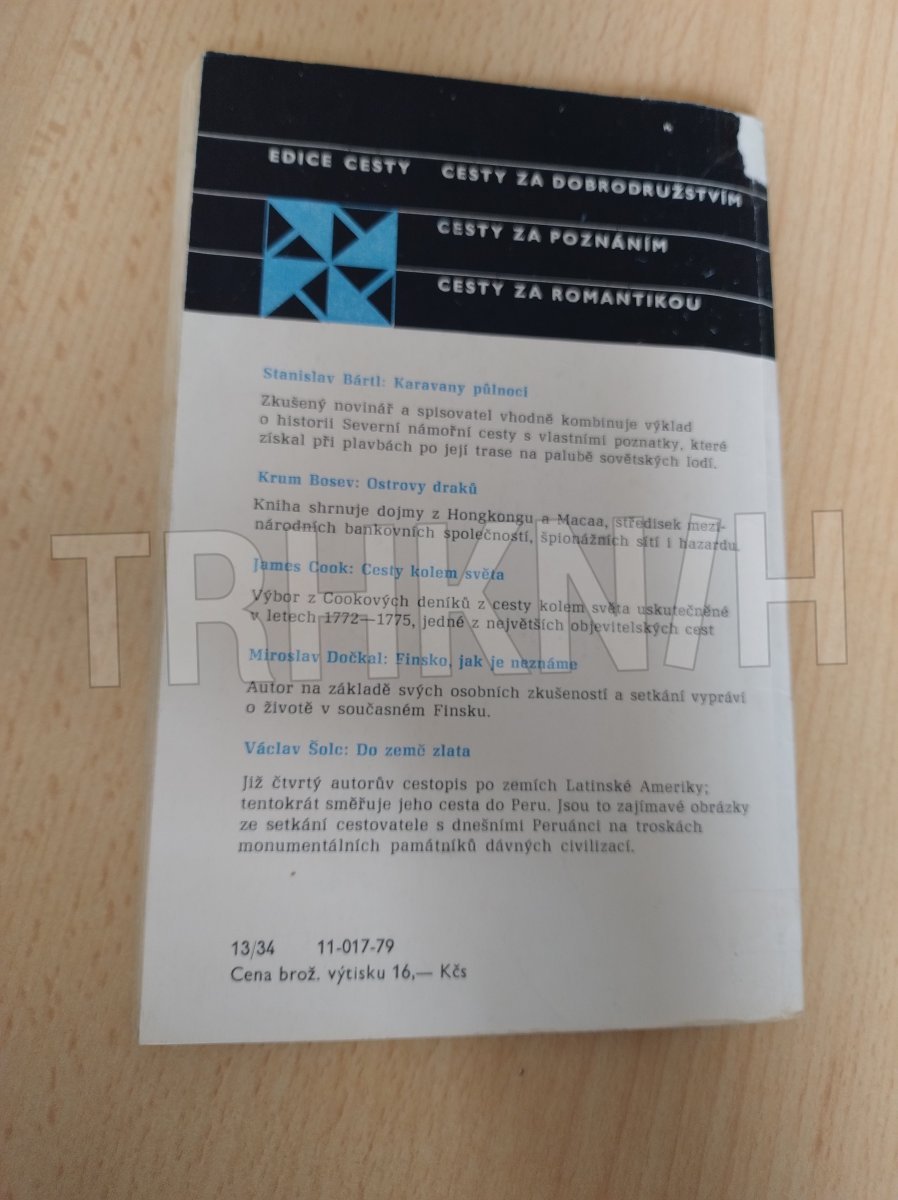 EDICE CESTY CESTY ZA DOBRODRUŽSTVÍM
CESTY ZA POZNÁNÍM
CESTY ZA ROMANTIKOU
Stanislav Bártl: Karavany půlnoci
Zkušený novinář a spisovatel vhodně kombinuje výklad
o historii Severní námořní cesty s vlastními poznatky, které
získal při plavbách po její trase na palubě sovětských lodí.
Krum Bosev: Ostrovy draků
Kniha shrnuje dojmy z Hongkongu a Macaa, středisek mezi-
národních bankovních společností, špionážních sítí i hazardu.
James Cook: Cesty kolem světa
Výbor z Cookových deníků z cesty kolem světa uskutečněné
v letech 1772—1775, jedné z největších objevitelských cest
Miroslav Dočkal: Finsko, jak je neznáme
Autor na základě svých osobních zkušeností a setkání vypráví
o životě v současném Finsku.
Václav Šolc: Do země zlata
Již čtvrtý autorův cestopis po zemích Latinské Ameriky;
tentokrát směřuje jeho cesta do Peru. Jsou to zajímavé obrázky
ze setkání cestovatele s dnešními Peruánci na troskách
monumentálních památníků dávných civilizací.
13/34 11-017-79
Cena brož. výtisku 16,— Kčs
TRHKNIH